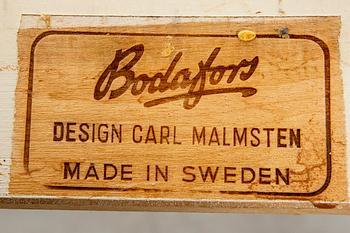 Bodafors
DESIGN CARL MALMSTEN
MADE IN SWEDEN